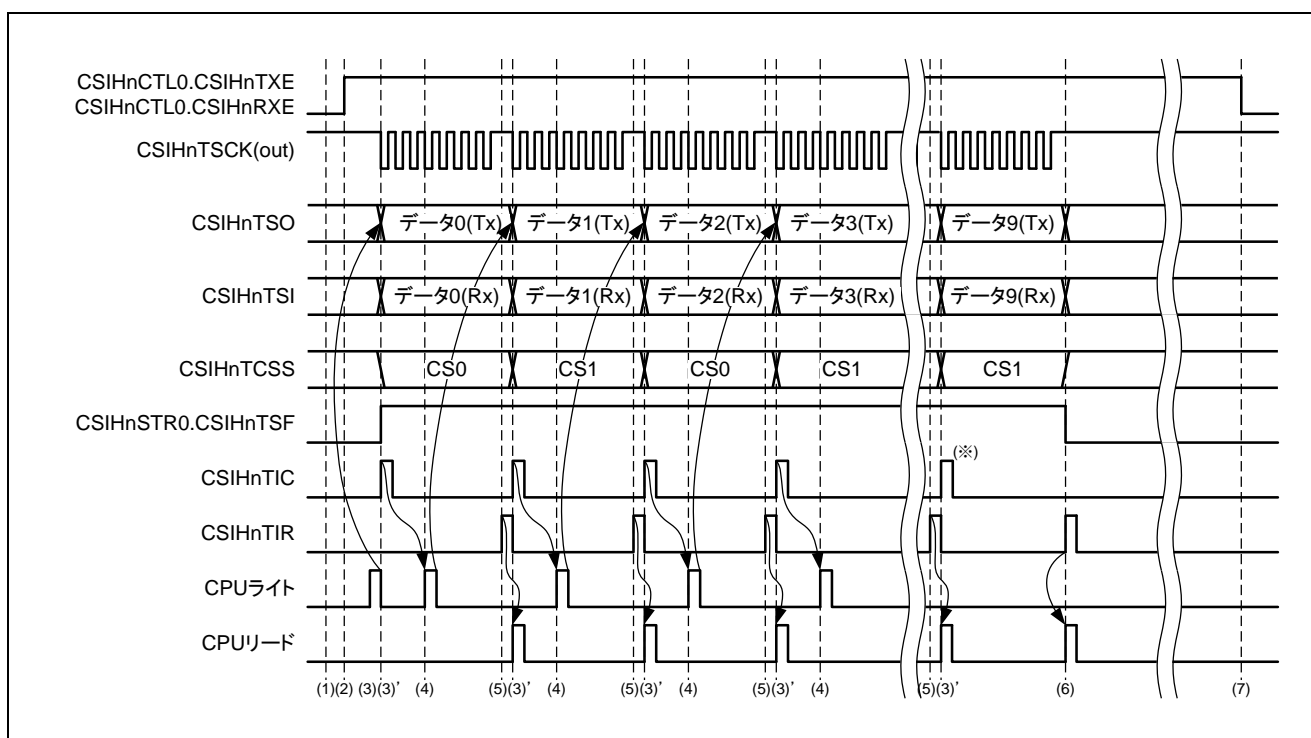 CSIHnCTL0.CSIHnTXE
CSIHnCTL0.CSIHnRXE
CSIHnTSCK(out)
CSIHnTSO データ0(Tx) データ1(Tx) データ2(Tx) データ3(Tx) データ9(Tx)
CSIHnTSI データ0(Rx) データ1(Rx) データ2(Rx) データ3(Rx) データ9(Rx)
CSIHnTCSS CS0 CS1 CS0 CS1 CS1
CSIHnSTR0.CSIHnTSF
CSIHnTIC (※)
CSIHnTIR
CPUライト
CPUリード
(1)(2) (3)(3)' (4) (5)(3)' (4) (5)(3)' (4) (5)(3)' (4) (5)(3)' (6) (7)